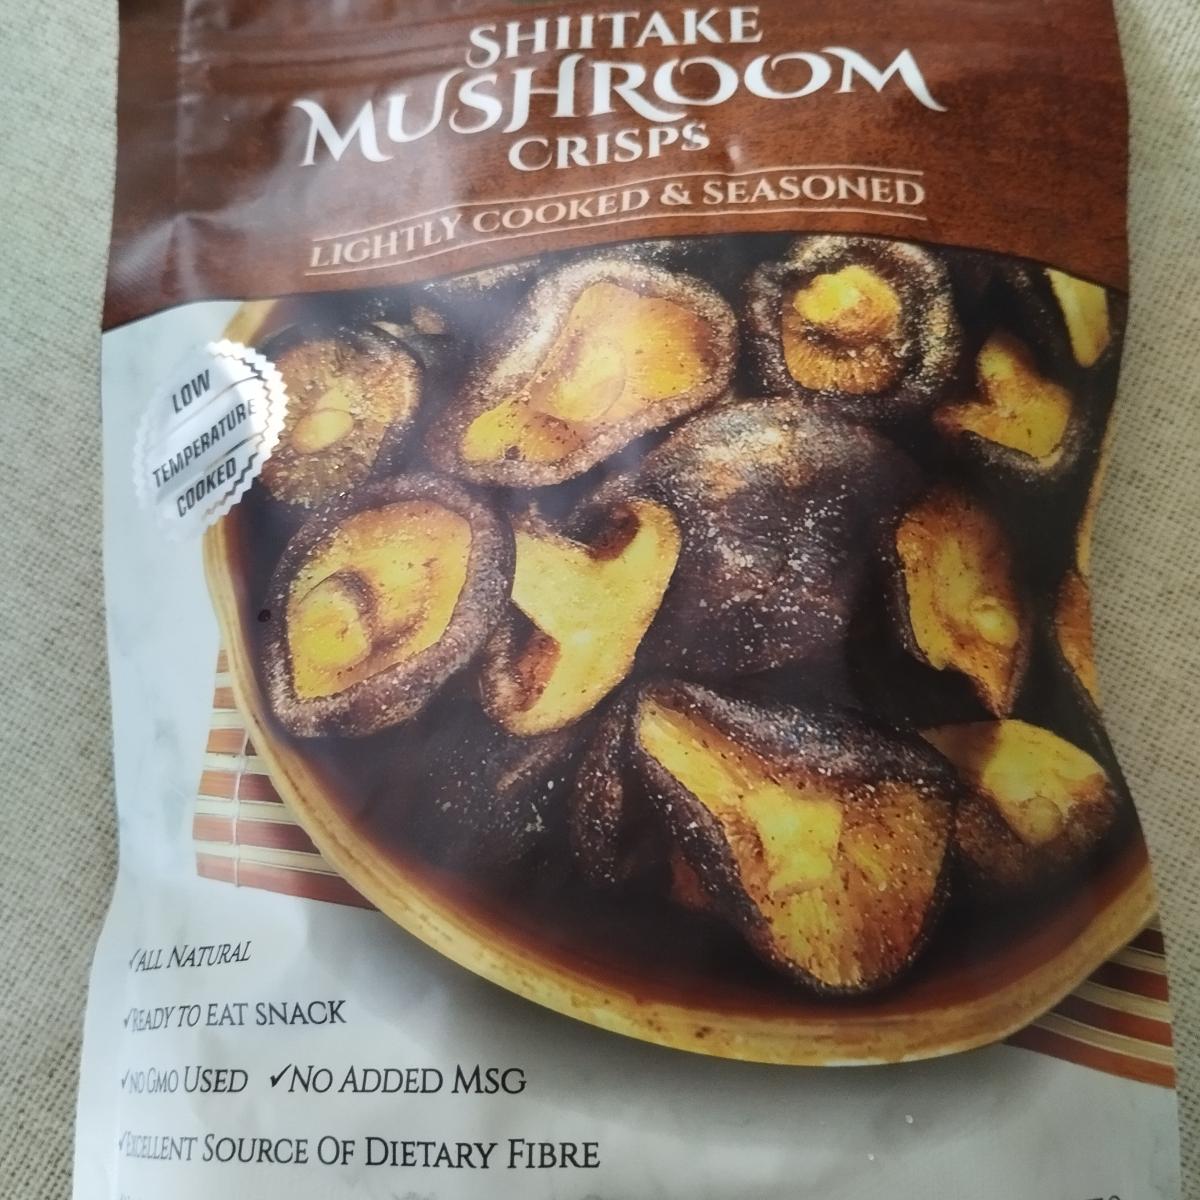 SHIITAKE
MUSHROOM
CRISPS
LIGHTLY COOKED & SEASONED
LOW
TEMPERATURE
COOKED
✓ALL NATURAL
✓READY TO EAT SNACK
✓NO GMO USED ✓NO ADDED MSG
✓EXCELLENT SOURCE OF DIETARY FIBRE